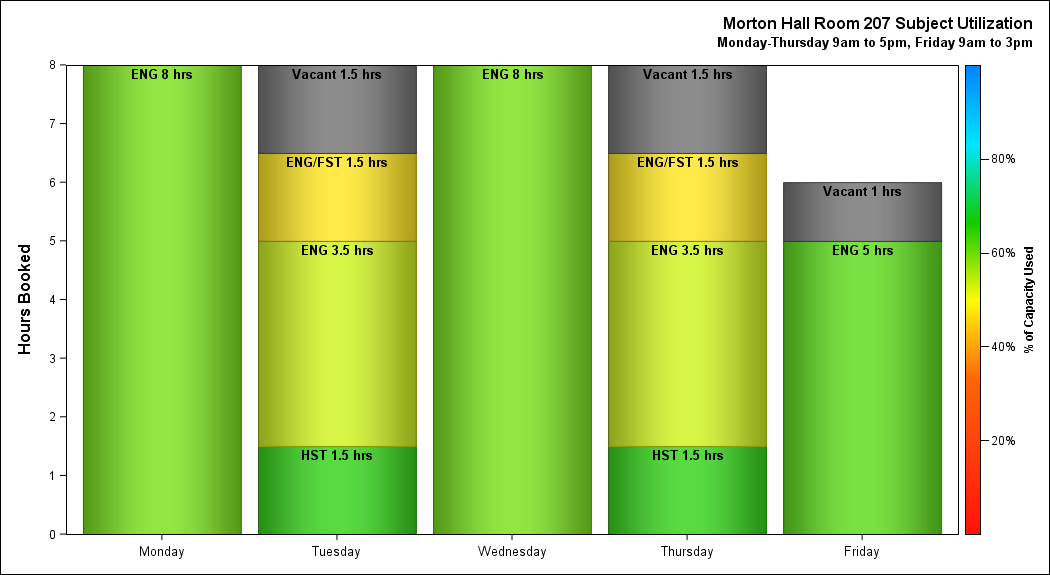 Morton Hall Room 207 Subject Utilization
Monday-Thursday 9am to 5pm, Friday 9am to 3pm
Hours Booked
8
7
6
5
4
3
2
1
0
ENG 8 hrs
Vacant 1.5 hrs
ENG/FST 1.5 hrs
ENG 3.5 hrs
HST 1.5 hrs
ENG 8 hrs
Vacant 1.5 hrs
ENG/FST 1.5 hrs
ENG 3.5 hrs
HST 1.5 hrs
Vacant 1 hrs
ENG 5 hrs
Monday
Tuesday
Wednesday
Thursday
Friday
80%
60%
40%
20%
% of Capacity Used